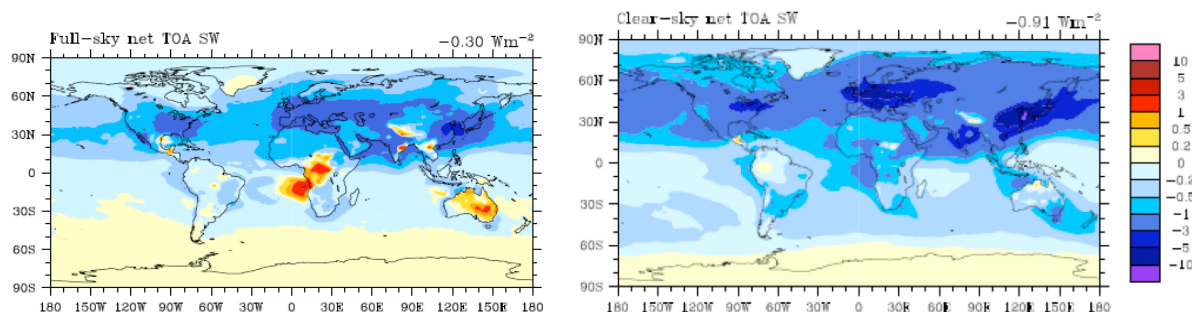 Full-sky net TOA SW −0.30 Wm⁻²
90N
60N
30N
0
30S
60S
90S
180 150W 120W 90W 60W 30W 0 30E 60E 90E 120E 150E 180
Clear-sky net TOA SW −0.91 Wm⁻²
90N
60N
30N
0
30S
60S
90S
180 150W 120W 90W 60W 30W 0 30E 60E 90E 120E 150E 180
10
5
3
1
0.5
0.2
0
−0.2
−0.5
−1
−3
−5
−10